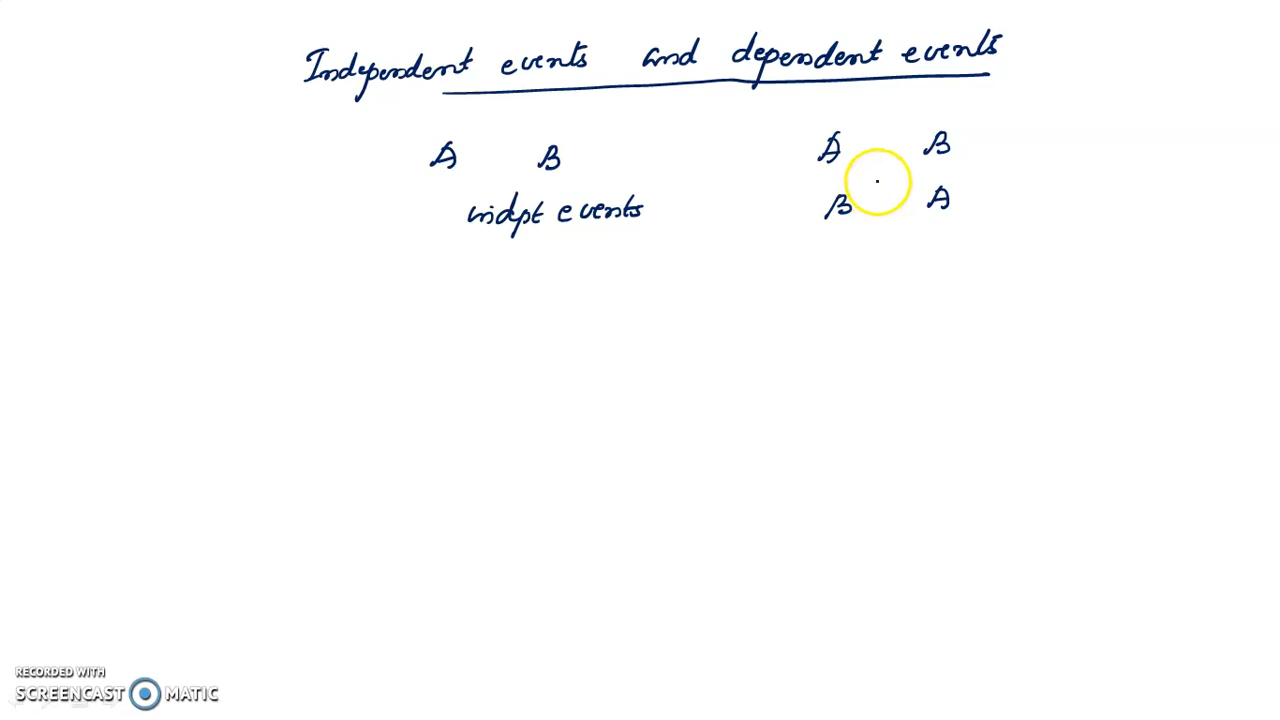 Independent events and dependent events
A B A B
indpt events B A
RECORDED WITH
SCREENCAST MATIC